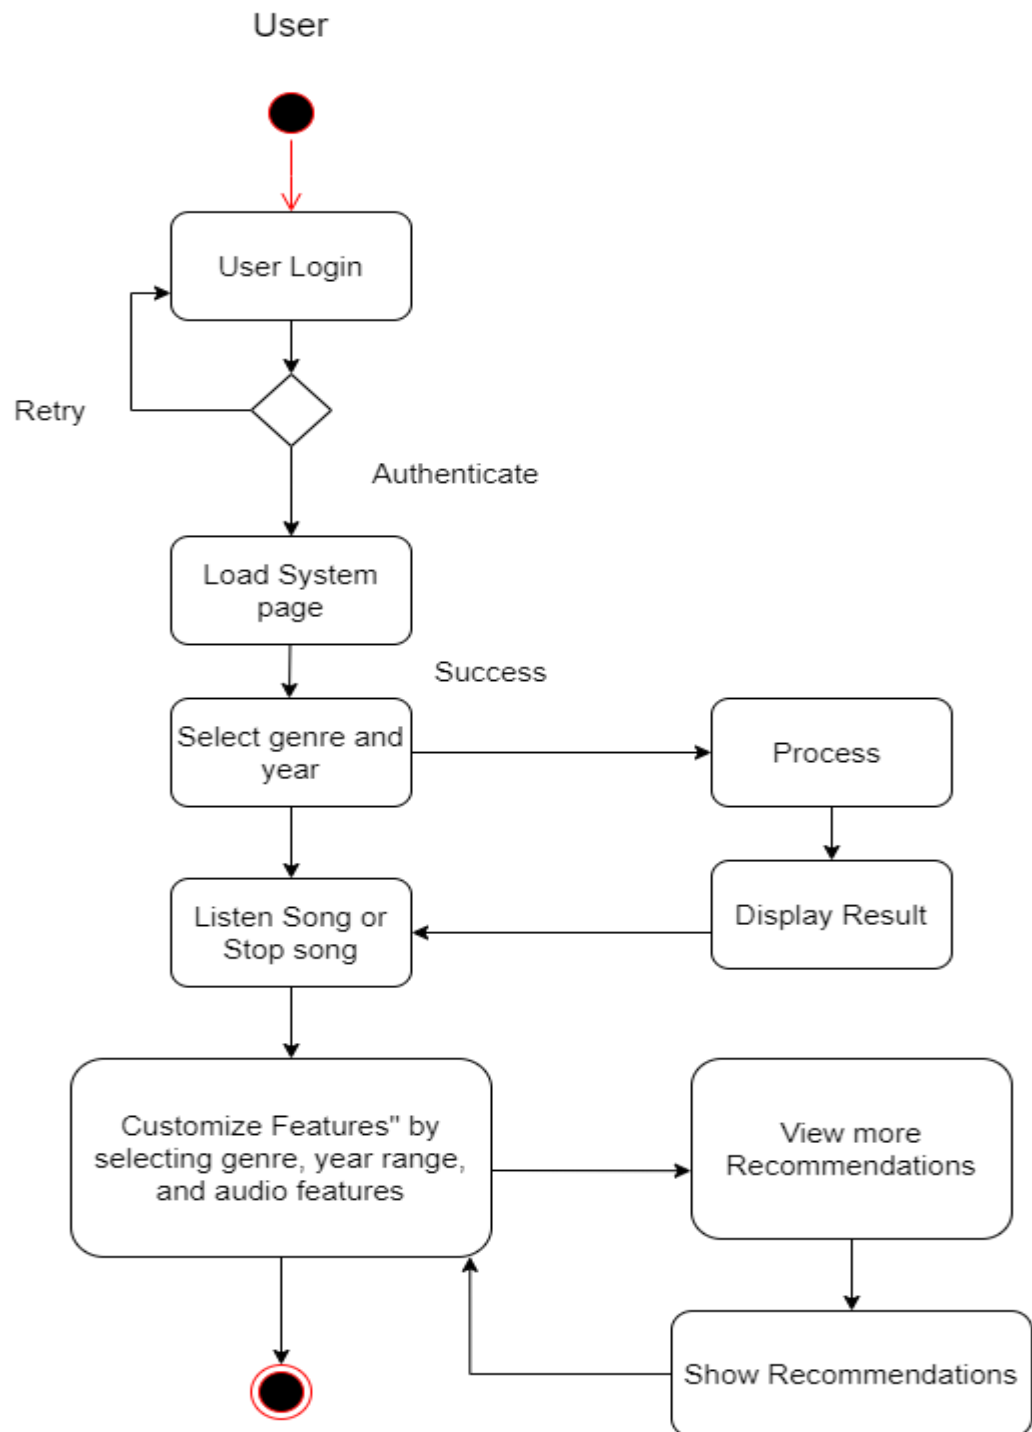 User
User Login
Retry
Authenticate
Load System
page
Success
Select genre and
year
Process
Listen Song or
Stop song
Display Result
Customize Features" by
selecting genre, year range,
and audio features
View more
Recommendations
Show Recommendations